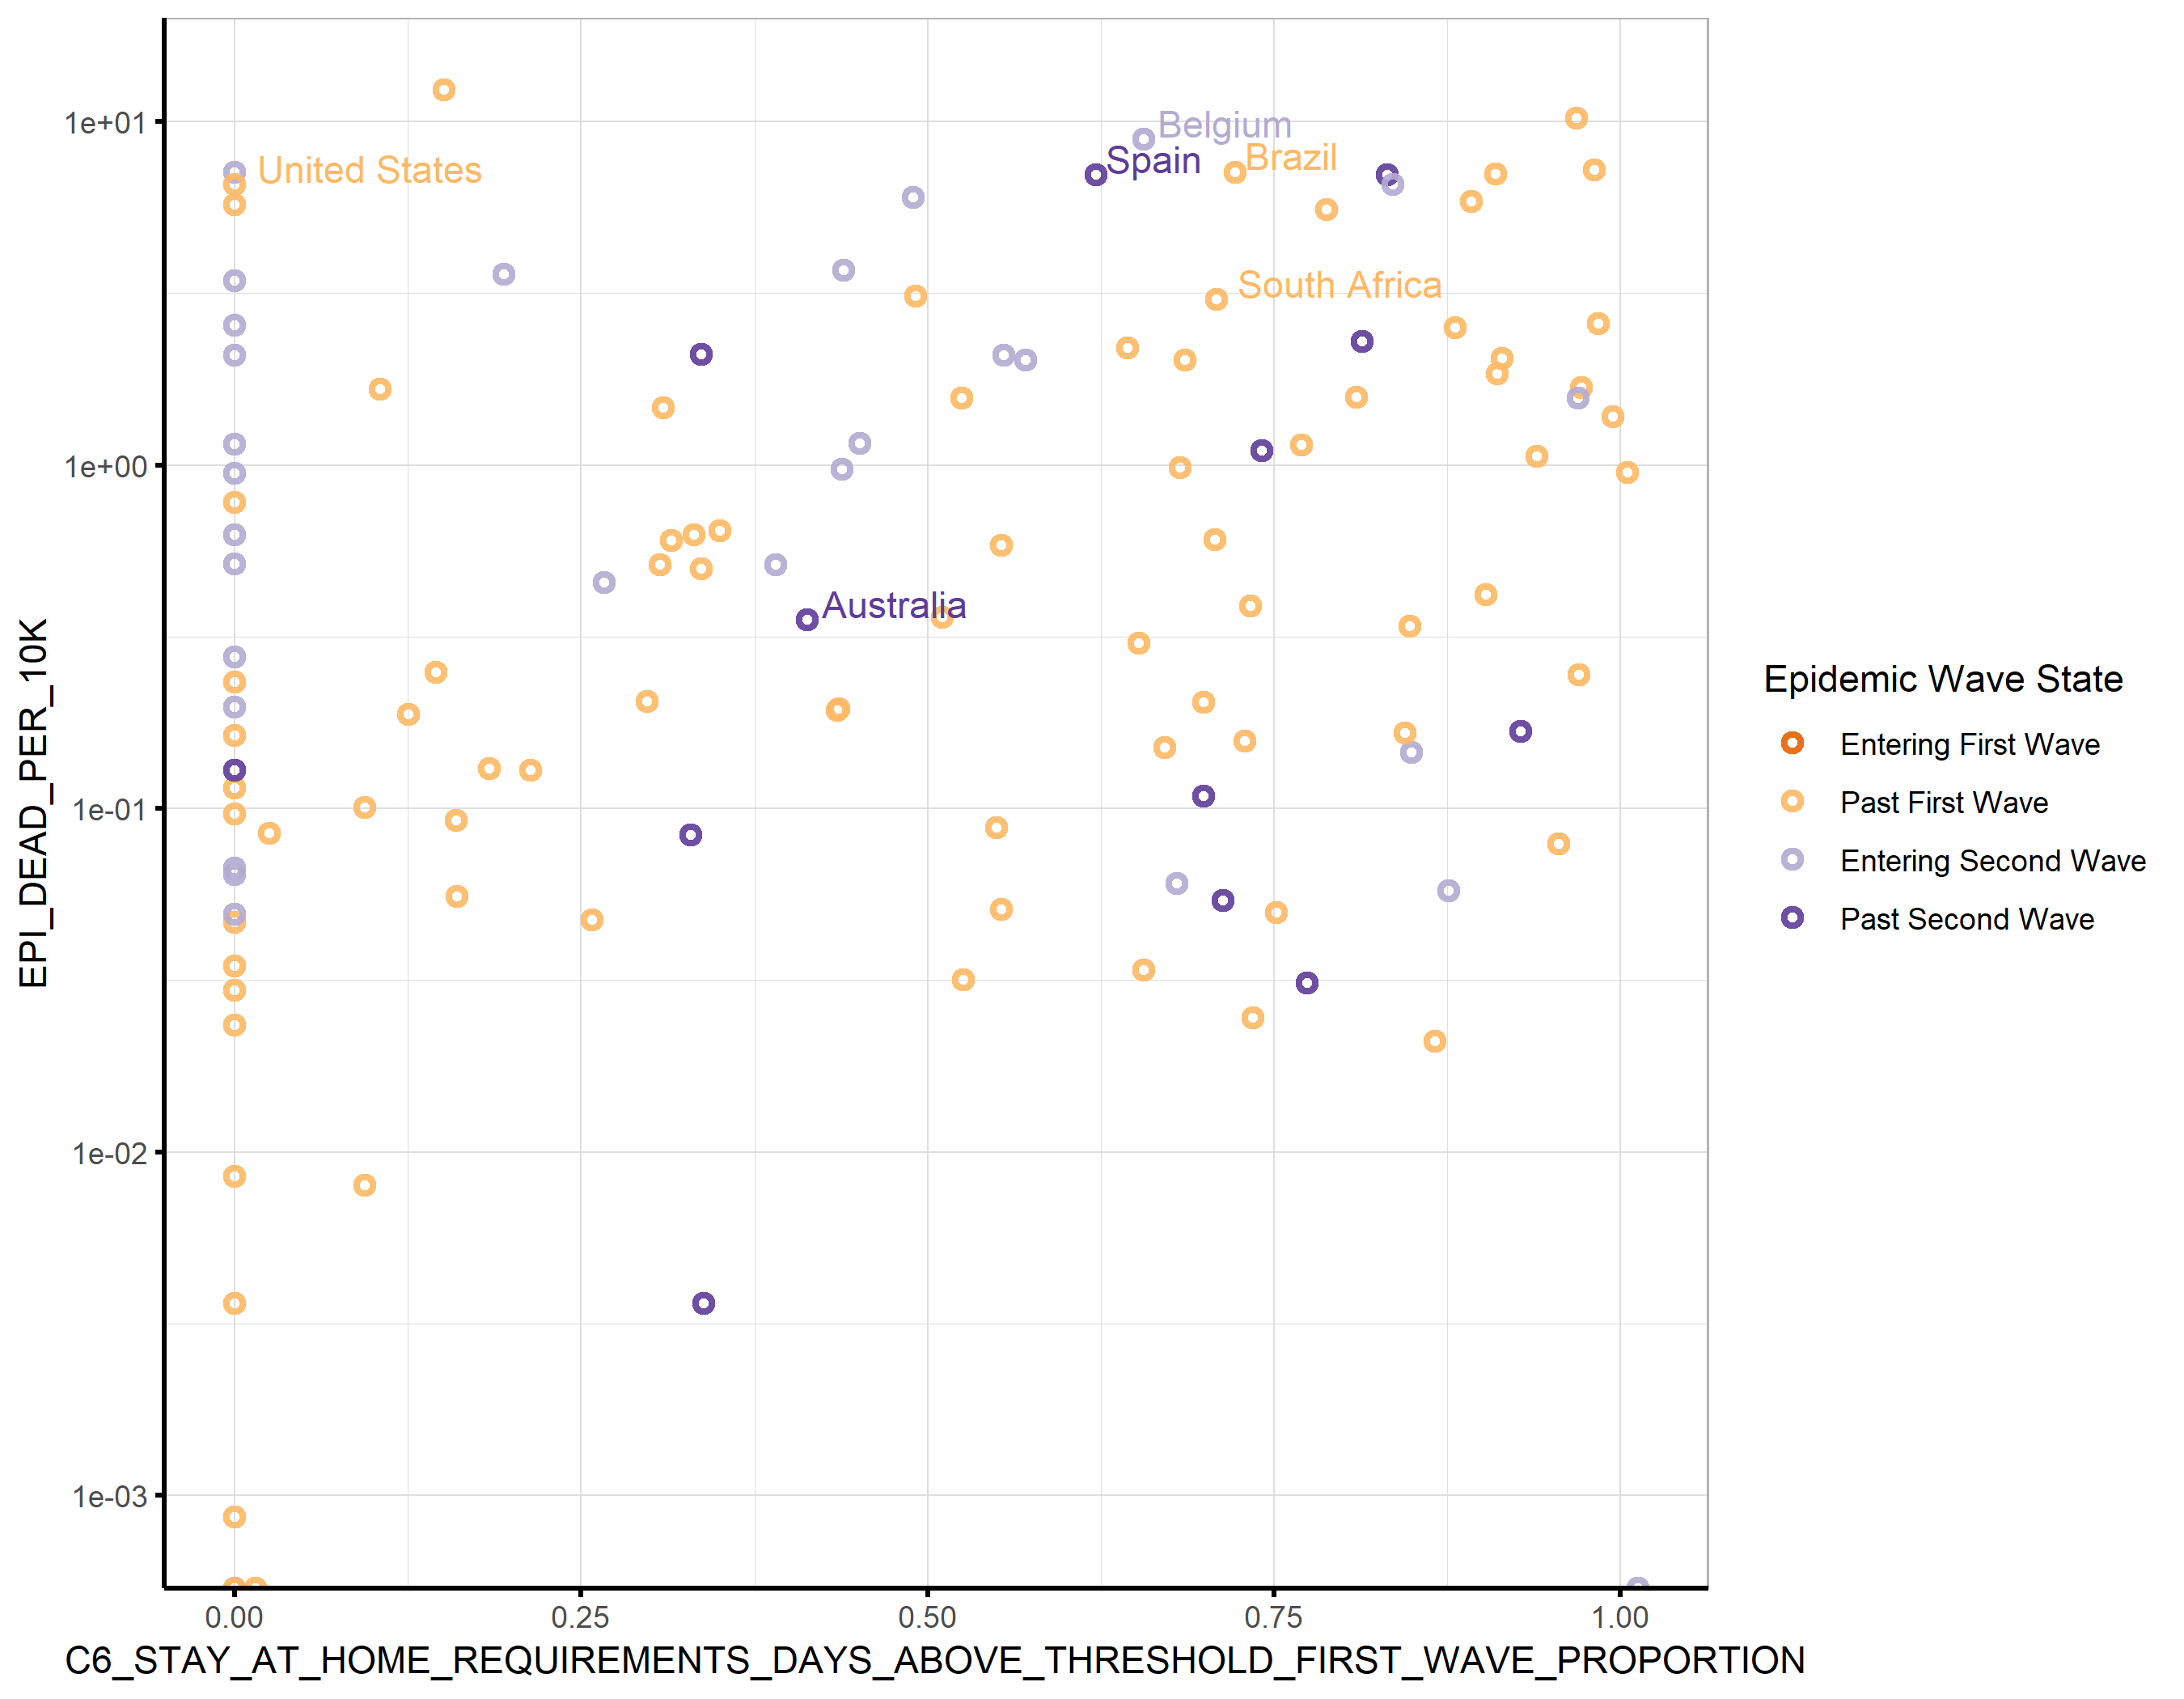 1e+01
1e+00
1e-01
1e-02
1e-03
EPI_DEAD_PER_10K
United States
Belgium
Spain
Brazil
South Africa
Australia
0.00
0.25
0.50
0.75
1.00
C6_STAY_AT_HOME_REQUIREMENTS_DAYS_ABOVE_THRESHOLD_FIRST_WAVE_PROPORTION
Epidemic Wave State
Entering First Wave
Past First Wave
Entering Second Wave
Past Second Wave